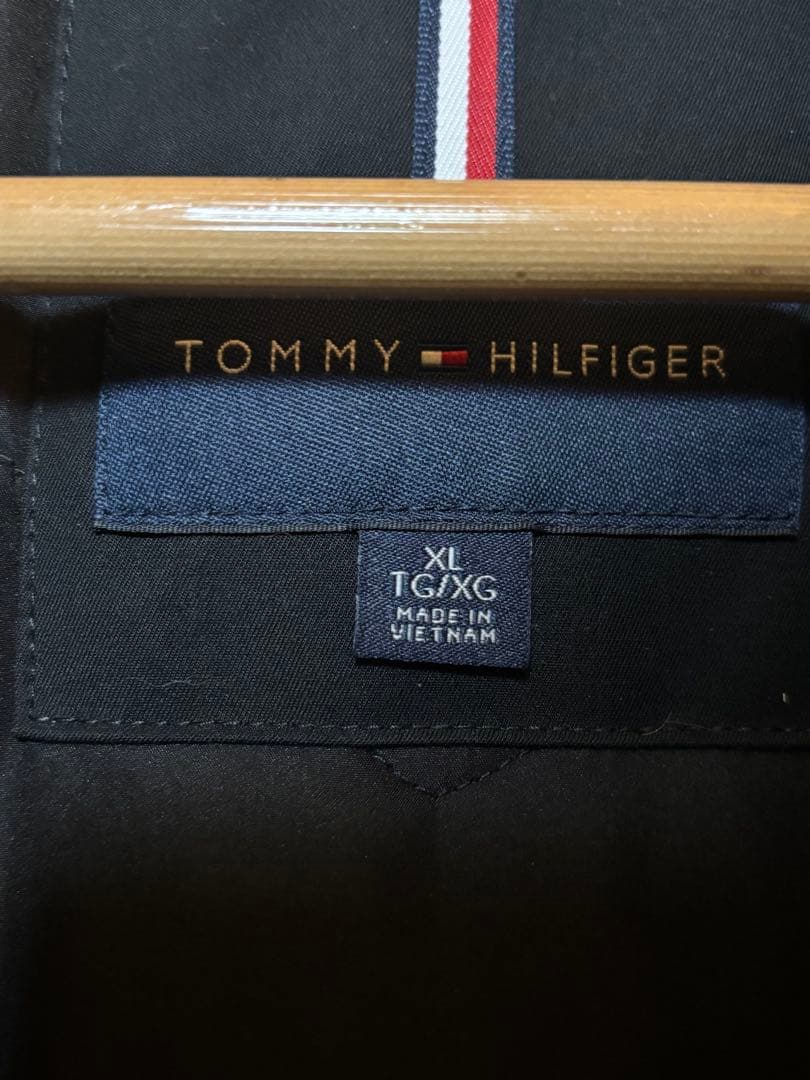 TOMMY HILFIGER
XL
TG/XG
MADE IN
VIETNAM